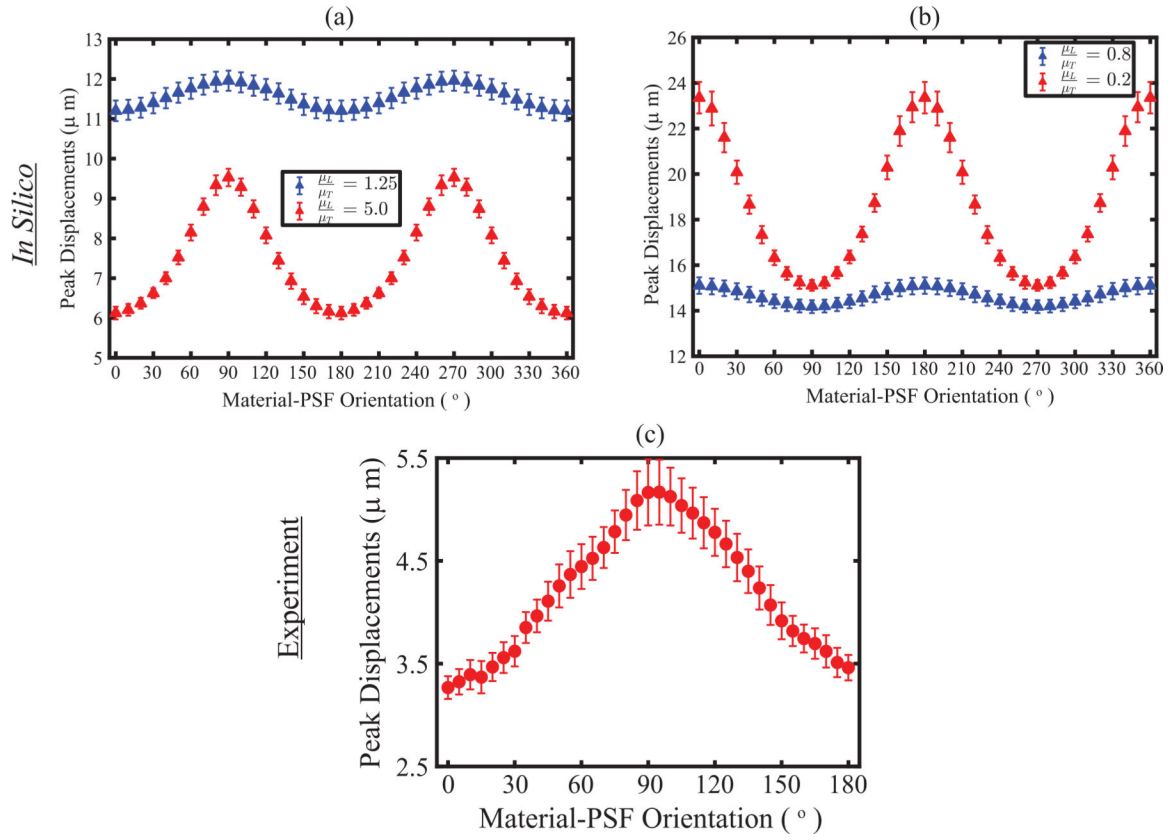 (a)
(b)
In Silico
Peak Displacements (μ m)
13
12
11
10
9
8
7
6
5
μL/μT = 1.25
μL/μT = 5.0
0 30 60 90 120 150 180 210 240 270 300 330 360
Material-PSF Orientation ( o )
Peak Displacements (μ m)
26
24
22
20
18
16
14
12
μL/μT = 0.8
μL/μT = 0.2
0 30 60 90 120 150 180 210 240 270 300 330 360
Material-PSF Orientation ( o )
(c)
Experiment
Peak Displacements (μ m)
5.5
4.5
3.5
2.5
0 30 60 90 120 150 180
Material-PSF Orientation ( o )